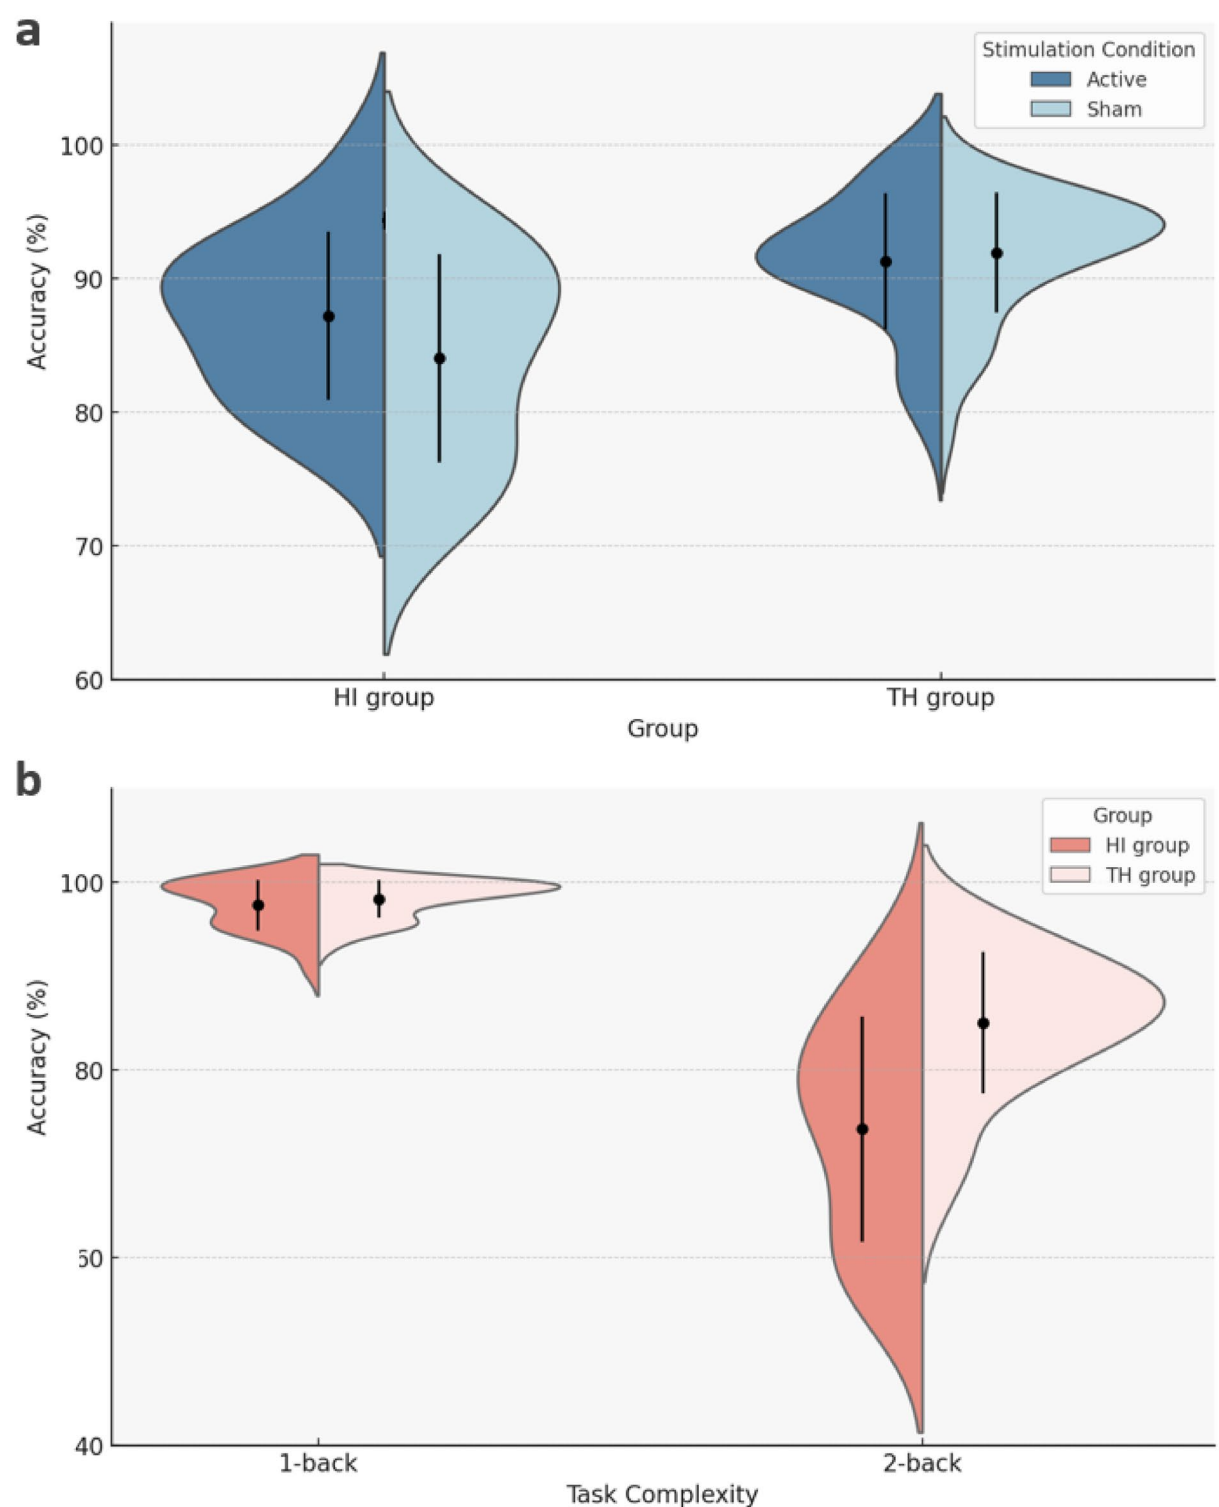 a
Stimulation Condition
Active
Sham
100
90
80
70
60
Accuracy (%)
HI group
TH group
Group
b
Group
HI group
TH group
100
80
60
40
Accuracy (%)
1-back
2-back
Task Complexity